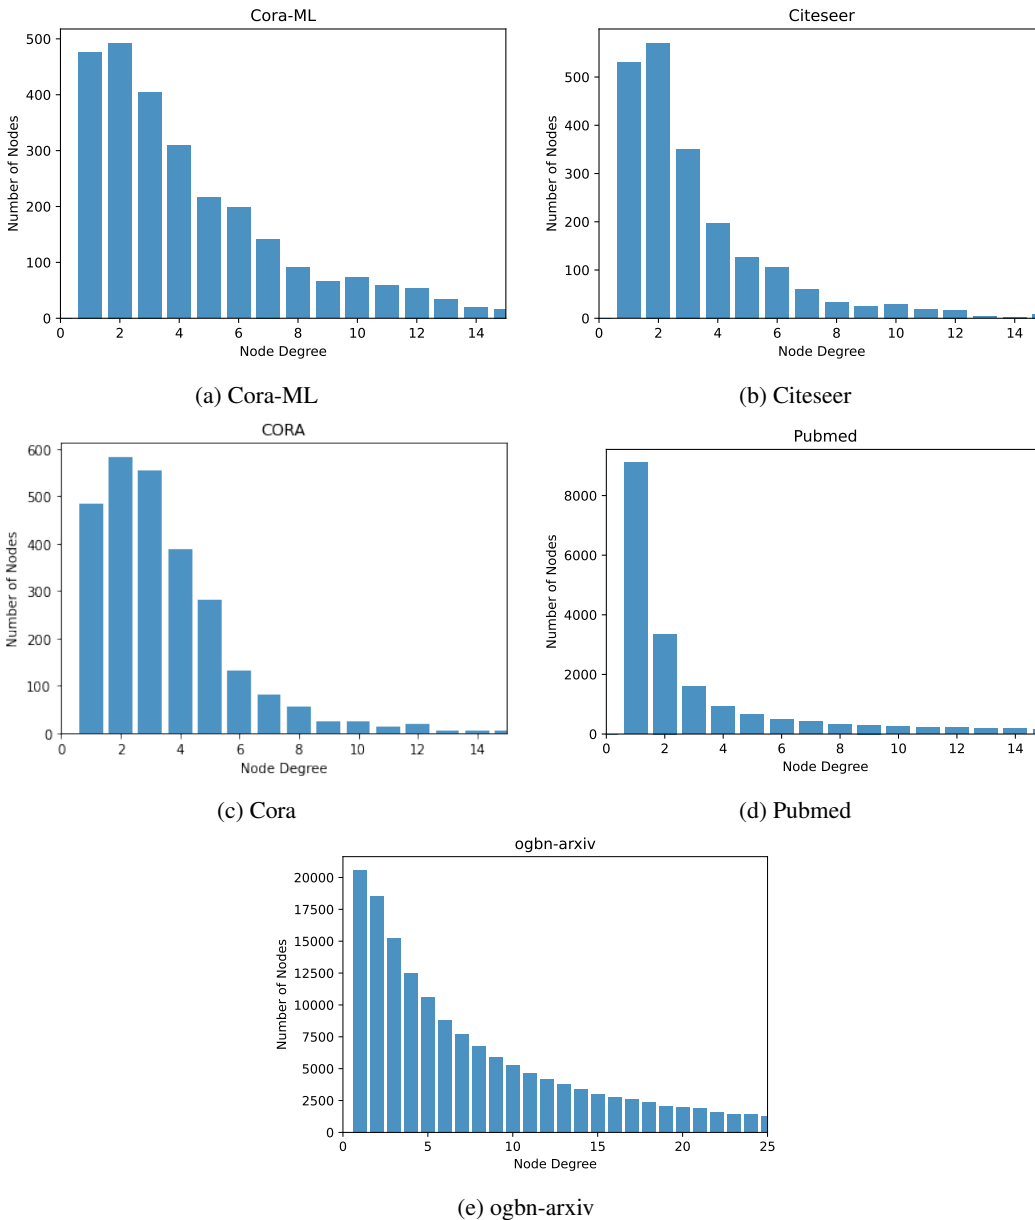 Cora-ML
500
400
300
200
100
0
Number of Nodes
0 2 4 6 8 10 12 14
Node Degree
(a) Cora-ML
Citeseer
500
400
300
200
100
0
Number of Nodes
0 2 4 6 8 10 12 14
Node Degree
(b) Citeseer
CORA
600
500
400
300
200
100
0
Number of Nodes
0 2 4 6 8 10 12 14
Node Degree
(c) Cora
Pubmed
8000
6000
4000
2000
0
Number of Nodes
0 2 4 6 8 10 12 14
Node Degree
(d) Pubmed
ogbn-arxiv
20000
17500
15000
12500
10000
7500
5000
2500
0
Number of Nodes
0 5 10 15 20 25
Node Degree
(e) ogbn-arxiv